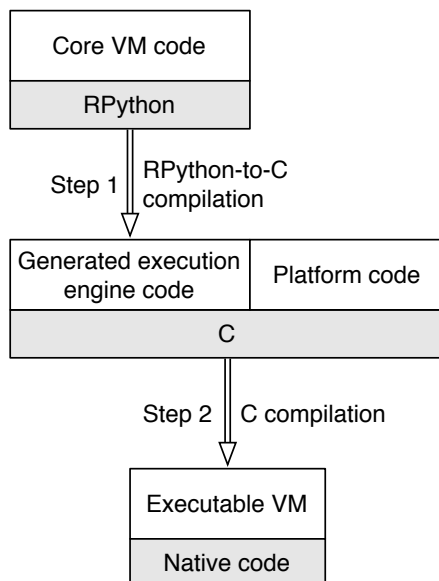 Core VM code
RPython
Step 1
RPython-to-C
compilation
Generated execution
engine code
Platform code
C
Step 2
C compilation
Executable VM
Native code